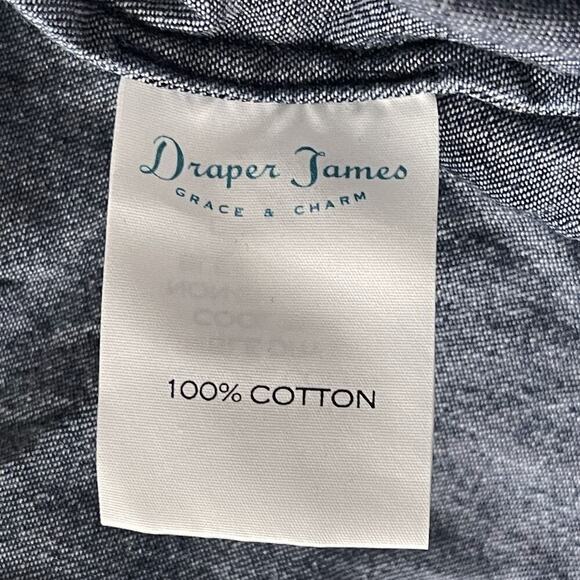 Draper James
GRACE & CHARM
100% COTTON